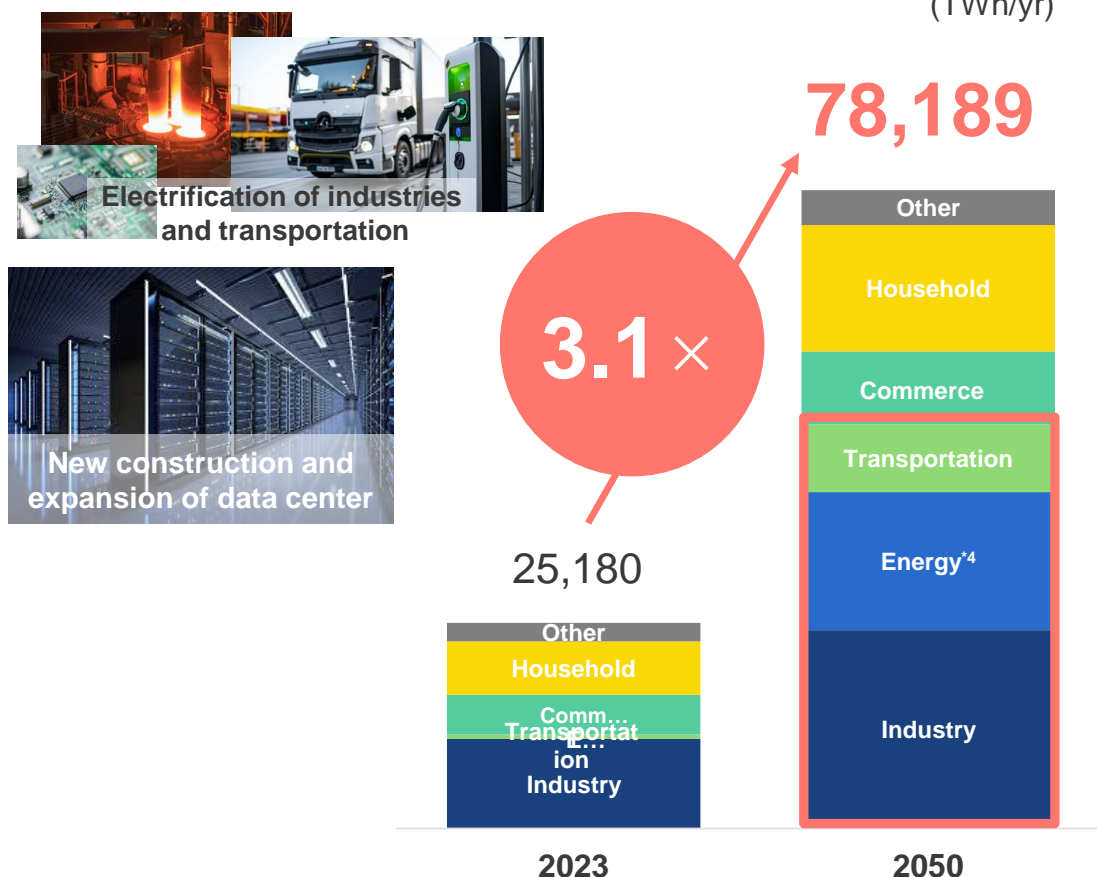 (TWh/yr)
78,189
Electrification of industries
and transportation
New construction and
expansion of data center
3.1 ×
25,180
Other
Household
Comm…
Transportat
E…
ion
Industry
Other
Household
Commerce
Transportation
Energy*4
Industry
2023
2050